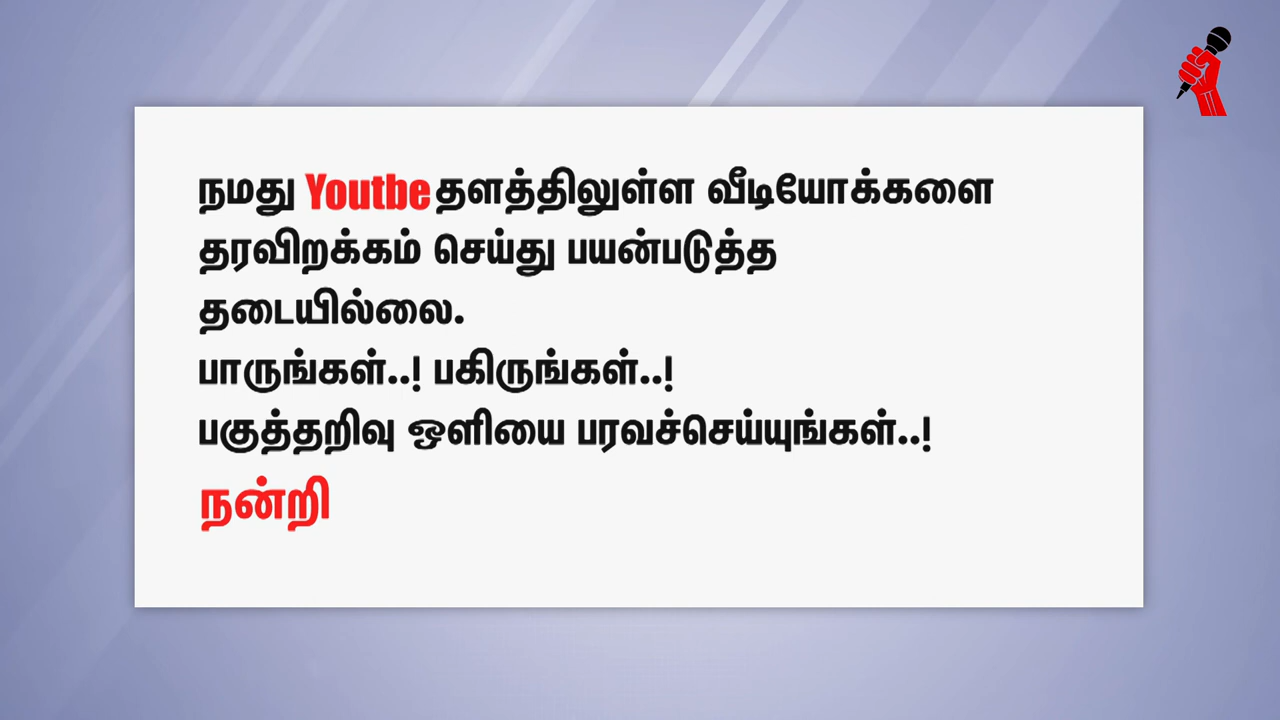 நமது Youtbe தளத்திலுள்ள வீடியோக்களை
தரவிறக்கம் செய்து பயன்படுத்த
தடையில்லை.
பாருங்கள்..! பகிருங்கள்..!
பகுத்தறிவு ஒளியை பரவச்செய்யுங்கள்..!
நன்றி